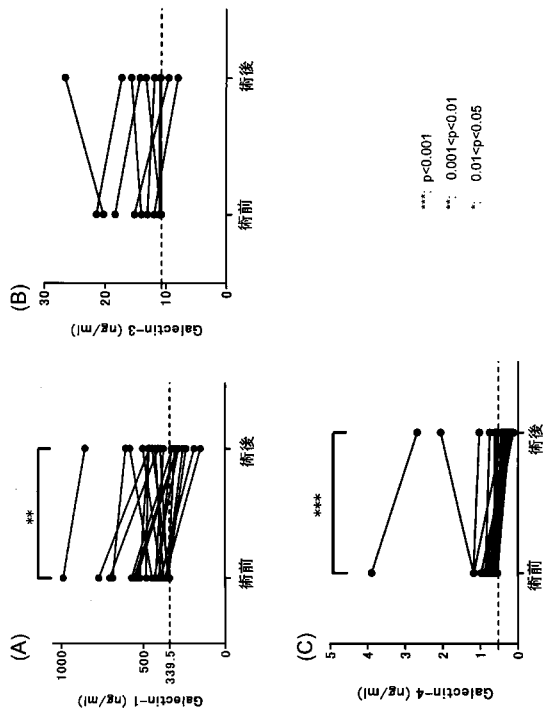 (A)
**
Galectin-1 (ng/ml)
1000
500
339.5
0
術前
術後
(B)
Galectin-3 (ng/ml)
30
20
10
0
術前
術後
(C)
***
Galectin-4 (ng/ml)
5
4
3
2
1
0
術前
術後
***: p<0.001
**: 0.001<p<0.01
*: 0.01<p<0.05